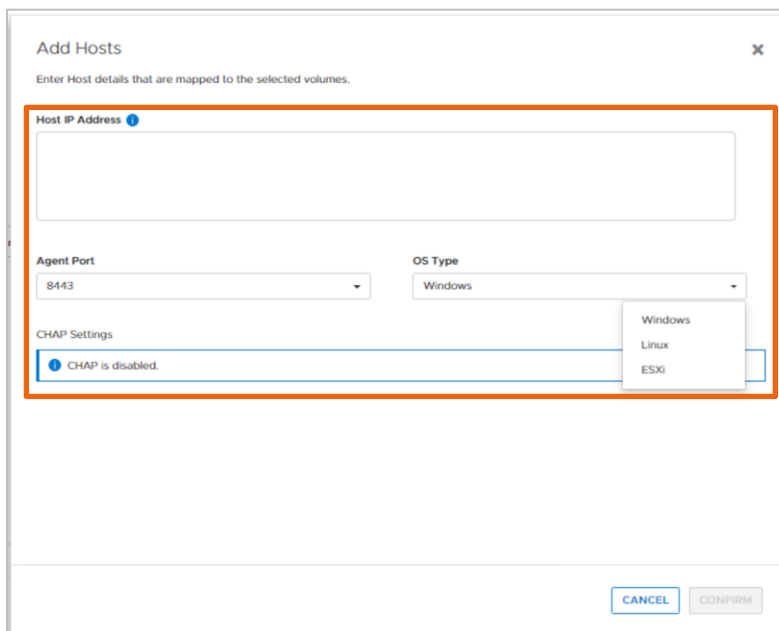 Add Hosts
Enter Host details that are mapped to the selected volumes.
Host IP Address
Agent Port
OS Type
8443
Windows
Windows
Linux
ESXi
CHAP Settings
CHAP is disabled.
CANCEL
CONFIRM